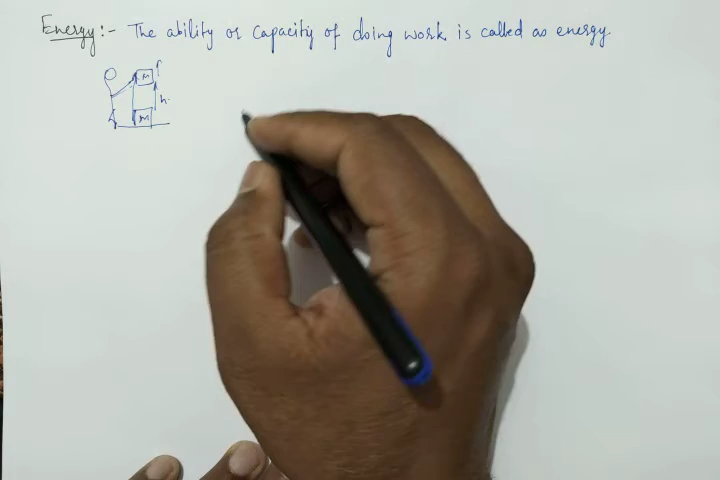 Energy:- The ability or capacity of doing work is called as energy.
m
h
m